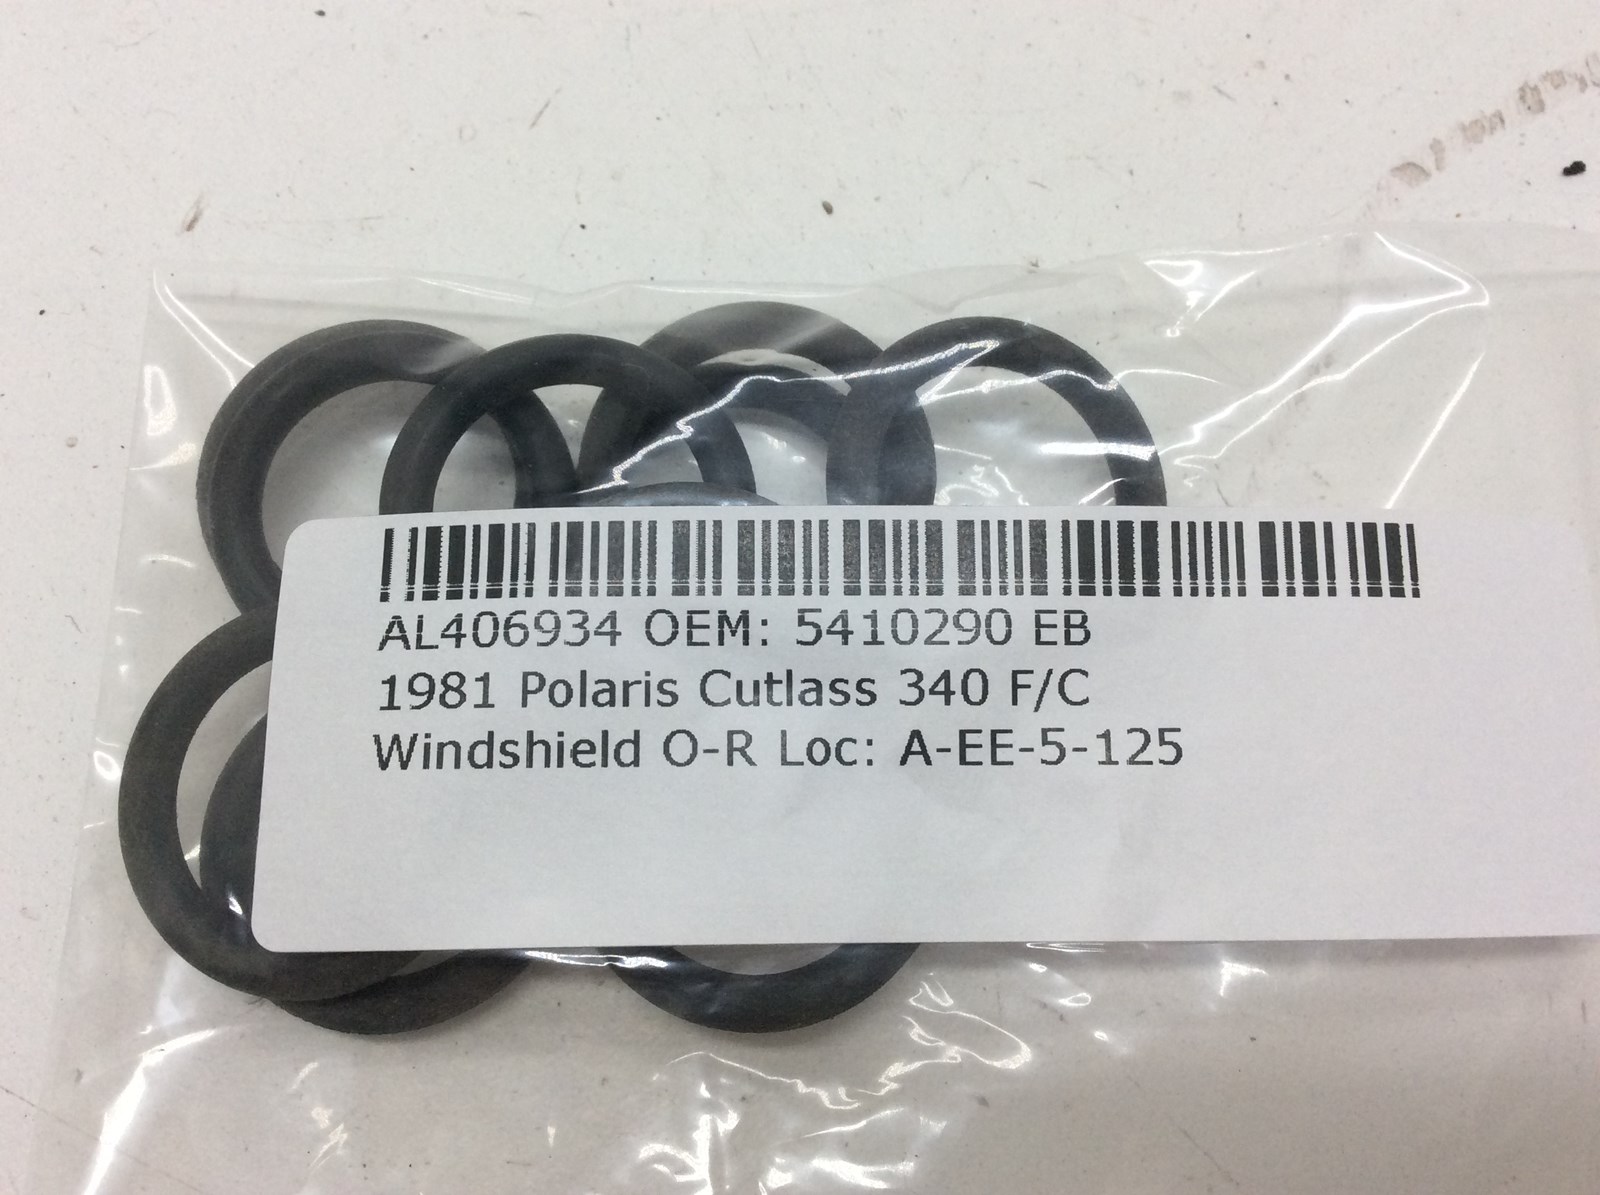 AL406934 OEM: 5410290 EB
1981 Polaris Cutlass 340 F/C
Windshield O-R Loc: A-EE-5-125